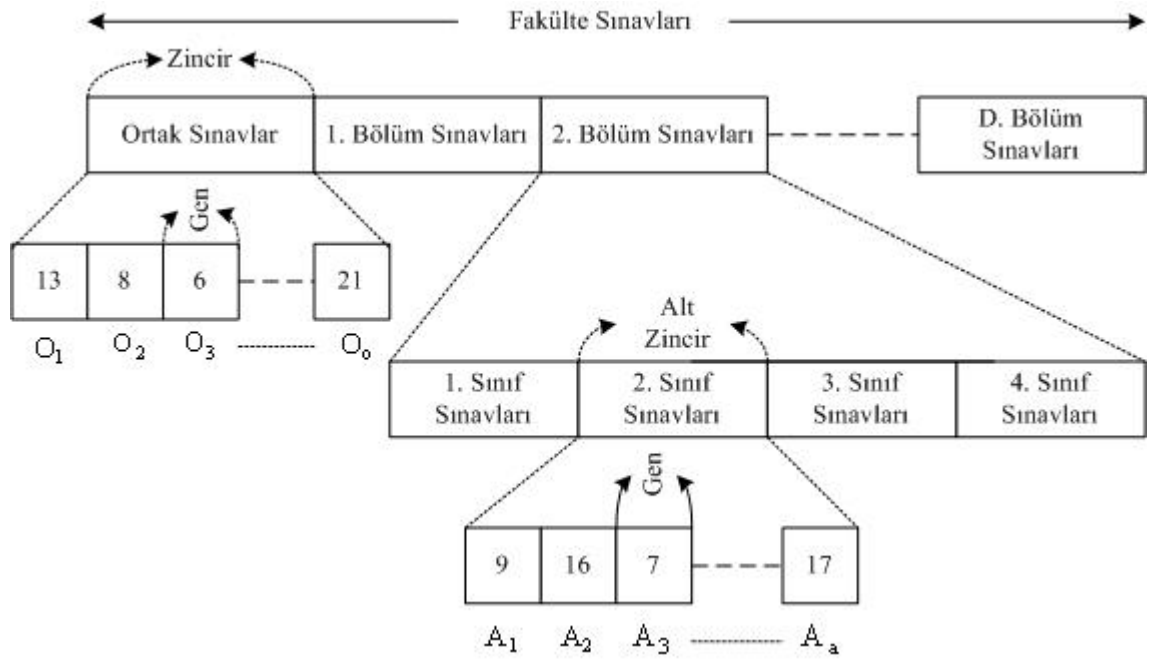 Fakülte Sınavları
Zincir
Ortak Sınavlar
1. Bölüm Sınavları
2. Bölüm Sınavları
D. Bölüm
Sınavları
Gen
13
8
6
21
O1
O2
O3
Oo
Alt
Zincir
1. Sınıf
Sınavları
2. Sınıf
Sınavları
3. Sınıf
Sınavları
4. Sınıf
Sınavları
Gen
9
16
7
17
A1
A2
A3
Aa